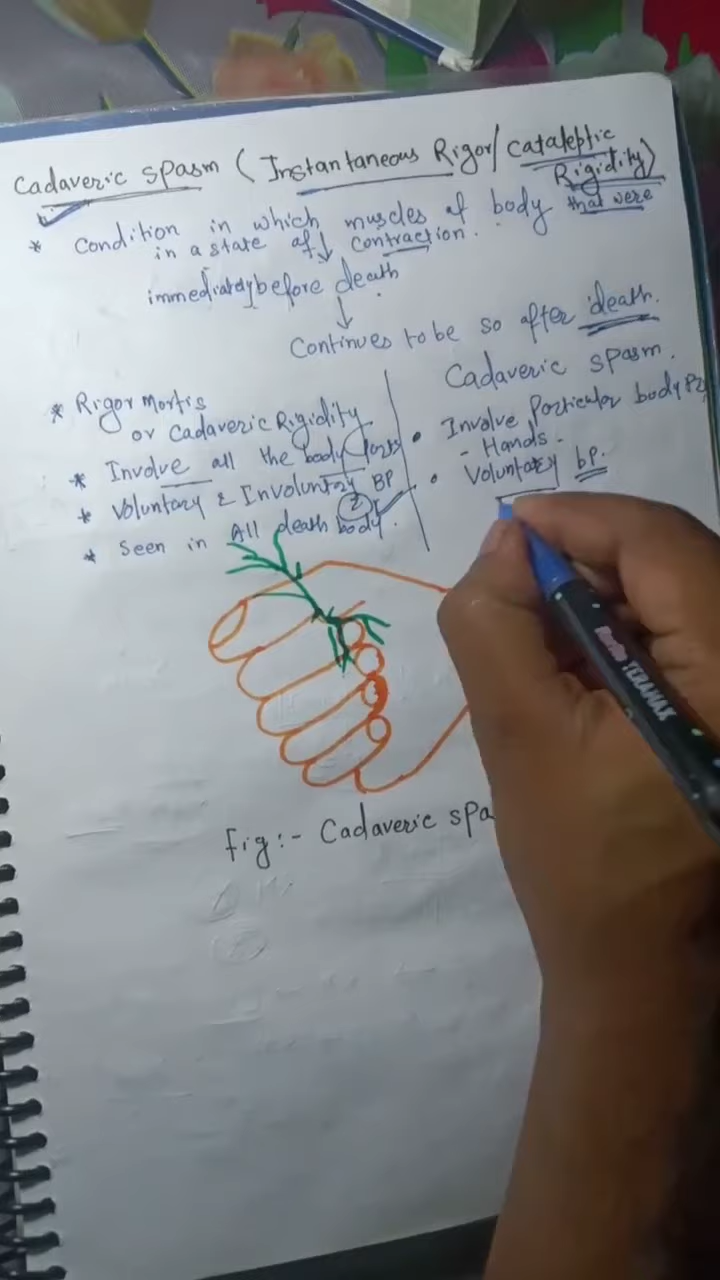 Cadaveric spasm ( Instantaneous Rigor/ cataleptic
Rigidity)
* Condition in which muscles of body that were
in a state of contraction.
immediately before death
Continues to be so after death.
* Rigor Mortis
or Cadaveric Rigidity
* Involve all the body parts
* Voluntary & Involuntary BP
* Seen in All death body.
Cadaveric spasm.
• Involve Particular body
- Hands -
• Voluntary bp.
Fig:- Cadaveric spa
TERAMAX